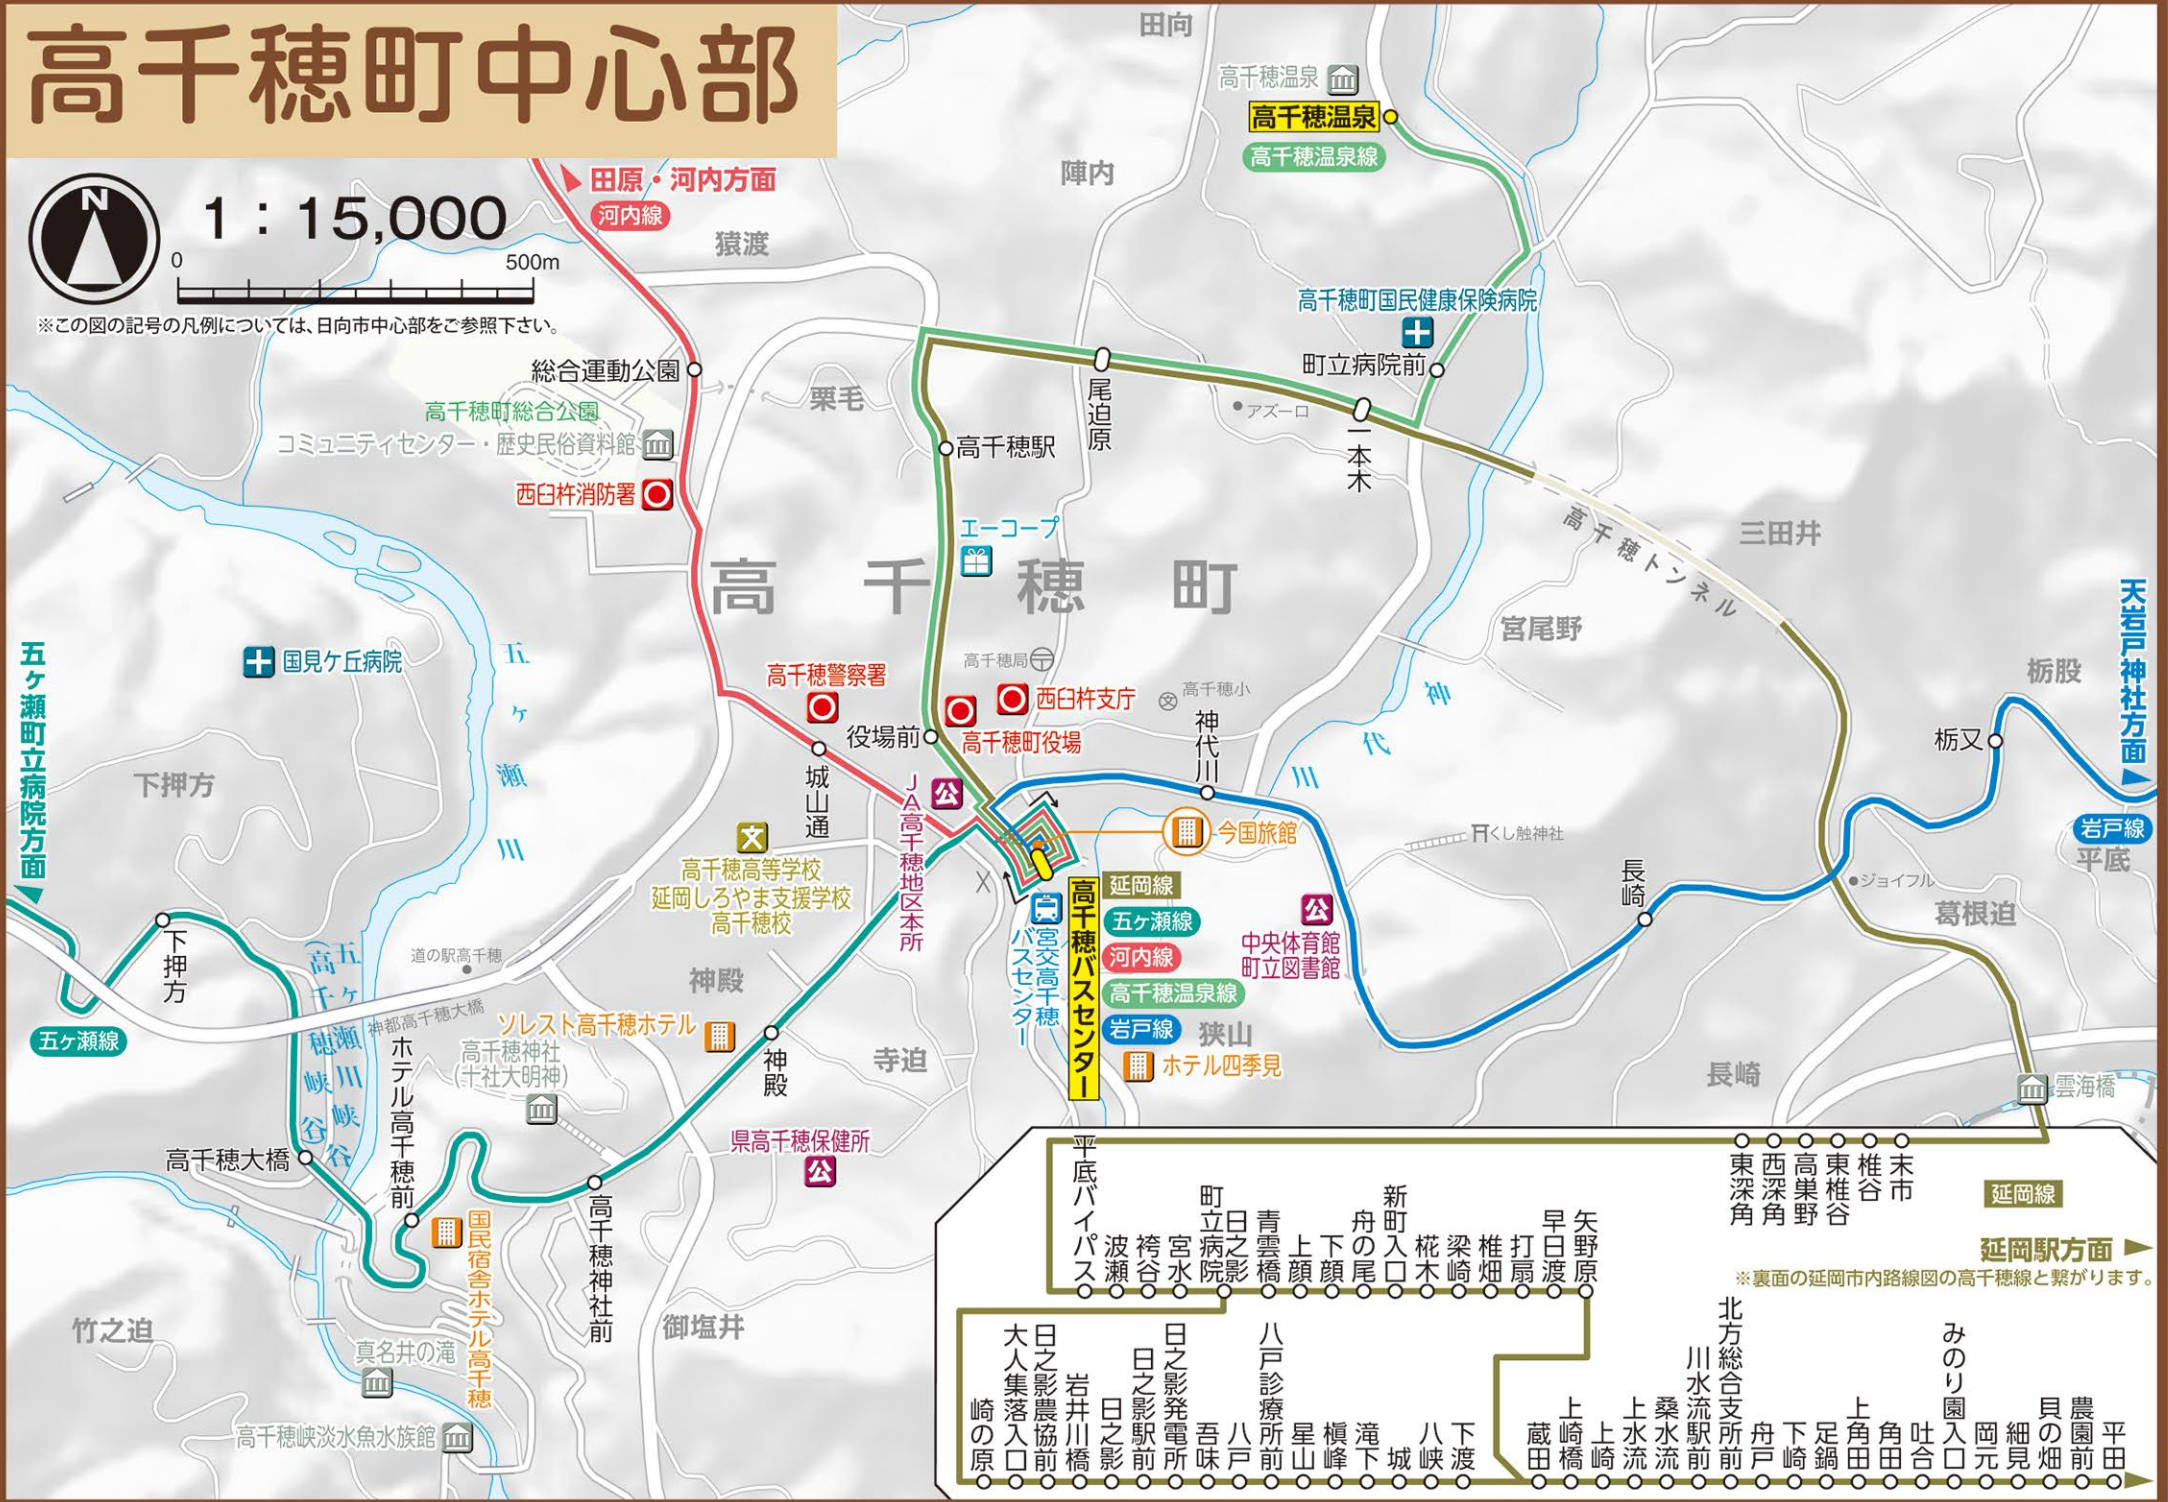 高千穂町中心部
N
1：15,000
0
500m
※この図の記号の凡例については、日向市中心部をご参照下さい。
田原・河内方面
河内線
猿渡
田向
陣内
高千穂温泉
高千穂温泉
高千穂温泉線
高千穂町国民健康保険病院
町立病院前
総合運動公園
高千穂町総合公園
コミュニティセンター・歴史民俗資料館
西臼杵消防署
栗毛
高千穂駅
尾迫原
アズーロ
一本木
高千穂トンネル
三田井
エーコープ
高千穂町
宮尾野
栃股
天岩戸神社方面
岩戸線
平底
栃又
五ヶ瀬町立病院方面
国見ケ丘病院
五ヶ瀬川
下押方
高千穂警察署
高千穂局
西臼杵支庁
高千穂小
役場前
高千穂町役場
神代川
神代川
城山通
JA高千穂地区本所
公
文
高千穂高等学校
延岡しろやま支援学校
高千穂校
今国旅館
くし触神社
長崎
ジョイフル
葛根迫
下押方
五ヶ瀬線
道の駅高千穂
神都高千穂大橋
五ヶ瀬川峡谷
(高千穂峡谷)
神殿
ソレスト高千穂ホテル
高千穂神社
(十社大明神)
神殿
寺迫
宮交高千穂
バスセンター
高千穂バスセンター
延岡線
五ヶ瀬線
河内線
高千穂温泉線
岩戸線
ホテル四季見
狭山
公
中央体育館
町立図書館
長崎
雲海橋
県高千穂保健所
公
高千穂大橋
ホテル高千穂前
国民宿舎ホテル高千穂
高千穂神社前
御塩井
竹之迫
真名井の滝
高千穂峡淡水魚水族館
東深角
西深角
高巣野
東椎谷
椎谷
末市
延岡線
延岡駅方面
※裏面の延岡市内路線図の高千穂線と繋がります。
平底バイパス
波瀬
袴谷
宮水
町立病院
日之影
青雲橋
上顔
下顔
舟の尾
新町入口
椛木
梁崎
椎畑
打扇
早日渡
矢野原
崎の原
大人集落入口
日之影農協前
岩井川橋
日之影
日之影駅前
日之影発電所
吾味
八戸
八戸診療所前
星山
槇峰
滝下
城
八峡
下渡
蔵田
上崎橋
上崎
上水流
桑水流
川水流駅前
北方総合支所前
舟戸
下崎
足鍋
上角田
角田
吐合
みのり園入口
岡元
細見
貝の畑
農園前
平田